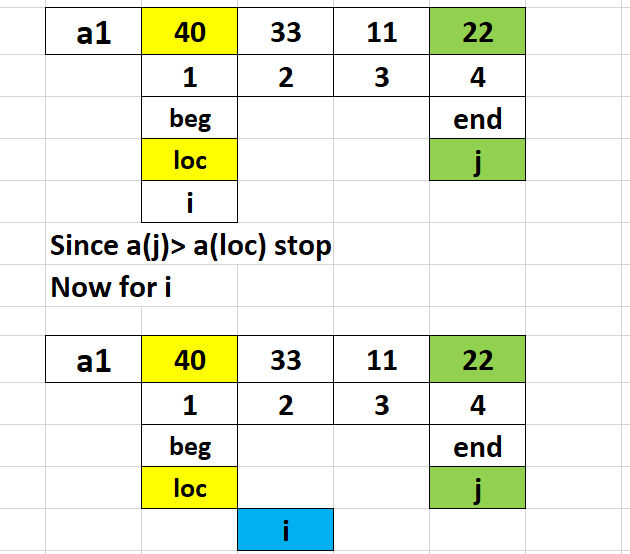 a1 40 33 11 22
1 2 3 4
beg end
loc j
i
Since a(j)> a(loc) stop
Now for i
a1 40 33 11 22
1 2 3 4
beg end
loc j
i